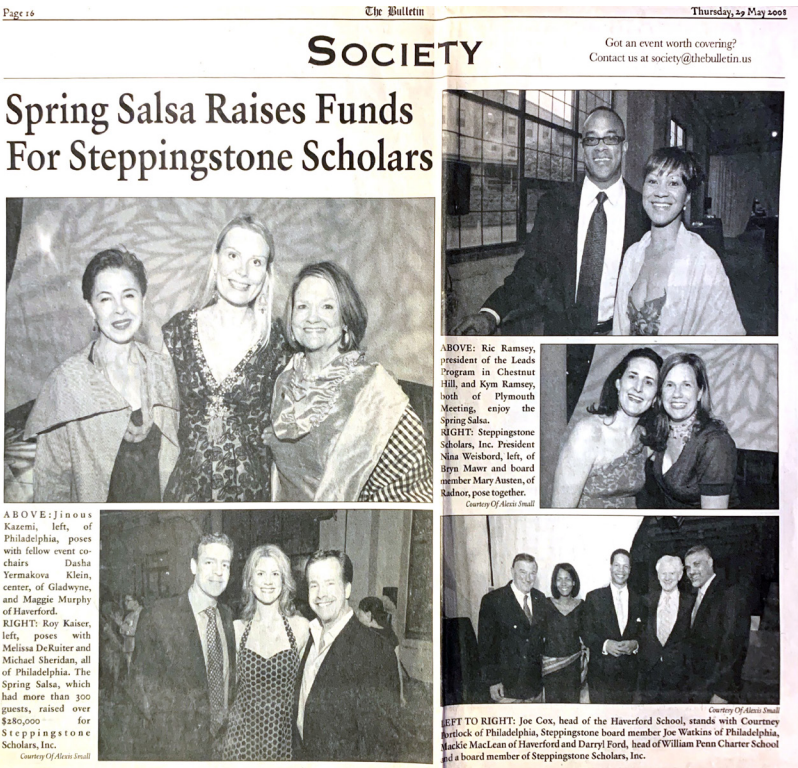 Page 16
The Bulletin
Thursday, 29 May 2008
SOCIETY
Got an event worth covering?
Contact us at society@thebulletin.us
Spring Salsa Raises Funds
For Steppingstone Scholars
ABOVE: Jinous
Kazemi, left, of
Philadelphia, poses
with fellow event co-
chairs Dasha
Yermakova Klein,
center, of Gladwyne,
and Maggie Murphy
of Haverford.
RIGHT: Roy Kaiser,
left, poses with
Melissa DeRuiter and
Michael Sheridan, all
of Philadelphia. The
Spring Salsa, which
had more than 300
guests, raised over
$280,000 for
Steppingstone
Scholars, Inc.
Courtesy Of Alexis Small
ABOVE: Ric Ramsey,
president of the Leads
Program in Chestnut
Hill, and Kym Ramsey,
both of Plymouth
Meeting, enjoy the
Spring Salsa.
RIGHT: Steppingstone
Scholars, Inc. President
Nina Weisbord, left, of
Bryn Mawr and board
member Mary Austen, of
Radnor, pose together.
Courtesy Of Alexis Small
Courtesy Of Alexis Small
LEFT TO RIGHT: Joe Cox, head of the Haverford School, stands with Courtney
Portlock of Philadelphia, Steppingstone board member Joe Watkins of Philadelphia,
Mackie MacLean of Haverford and Darryl Ford, head of William Penn Charter School
and a board member of Steppingstone Scholars, Inc.